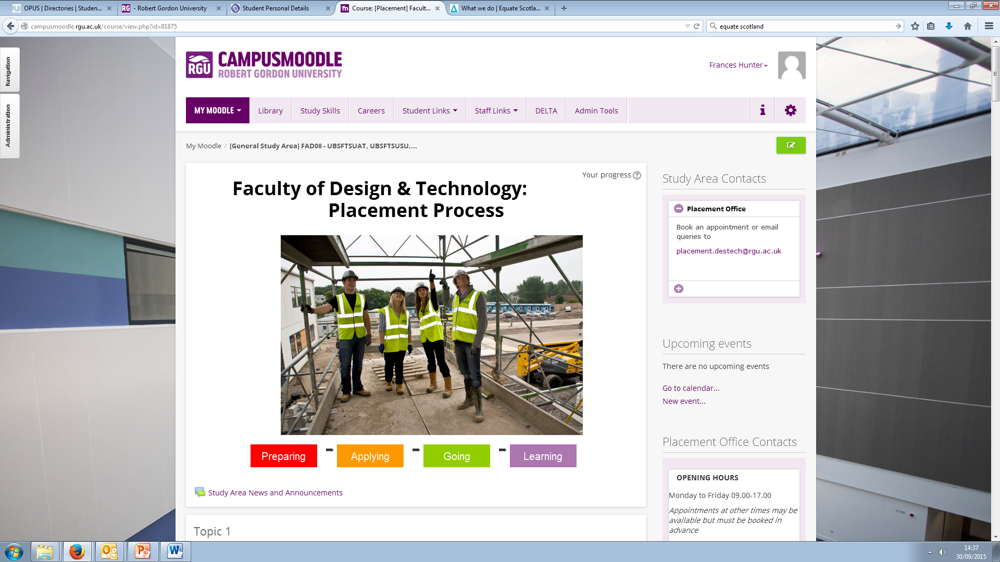 OPUS | Directories | Studen...
- Robert Gordon University
Student Personal Details
Course: [Placement] Facult...
What we do | Equate Scotla...
campusmoodle.rgu.ac.uk/course/view.php?id=81875
equate scotland
Navigation
Administration
RGU
CAMPUSMOODLE
ROBERT GORDON UNIVERSITY
Frances Hunter
MY MOODLE
Library
Study Skills
Careers
Student Links
Staff Links
DELTA
Admin Tools
My Moodle / [General Study Area] FAD08 - UBSFTSUAT, UBSFTSUSU,...
Your progress
Faculty of Design & Technology:
Placement Process
Preparing
Applying
Going
Learning
Study Area News and Announcements
Topic 1
Study Area Contacts
Placement Office
Book an appointment or email
queries to
placement.destech@rgu.ac.uk
Upcoming events
There are no upcoming events
Go to calendar...
New event...
Placement Office Contacts
OPENING HOURS
Monday to Friday 09.00-17.00
Appointments at other times may be
available but must be booked in
advance
14:37
30/09/2015